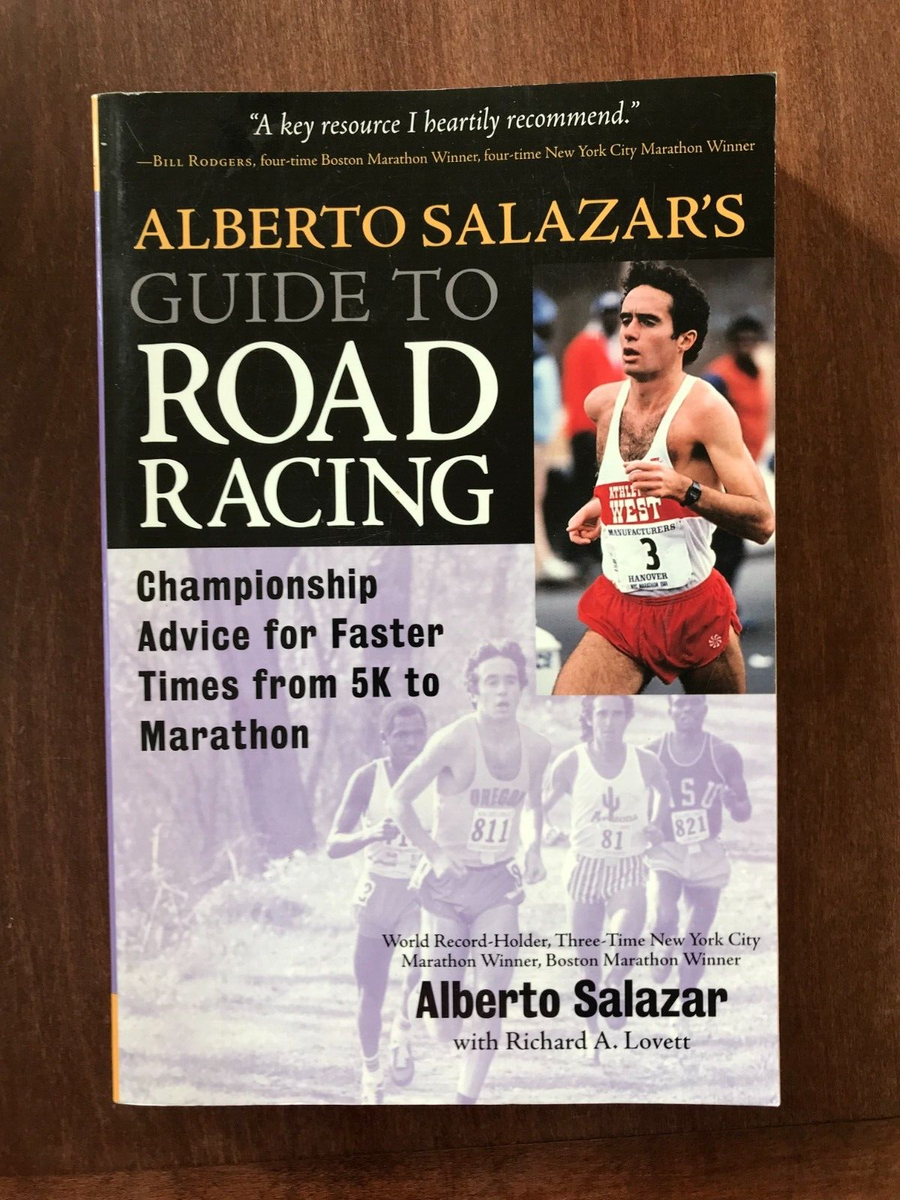 “A key resource I heartily recommend.”
—BILL RODGERS, four-time Boston Marathon Winner, four-time New York City Marathon Winner
ALBERTO SALAZAR’S
GUIDE TO
ROAD
RACING
WEST
MANUFACTURERS
3
HANOVER
Championship
Advice for Faster
Times from 5K to
Marathon
OREGON
811
81
ISU
821
World Record-Holder, Three-Time New York City
Marathon Winner, Boston Marathon Winner
Alberto Salazar
with Richard A. Lovett